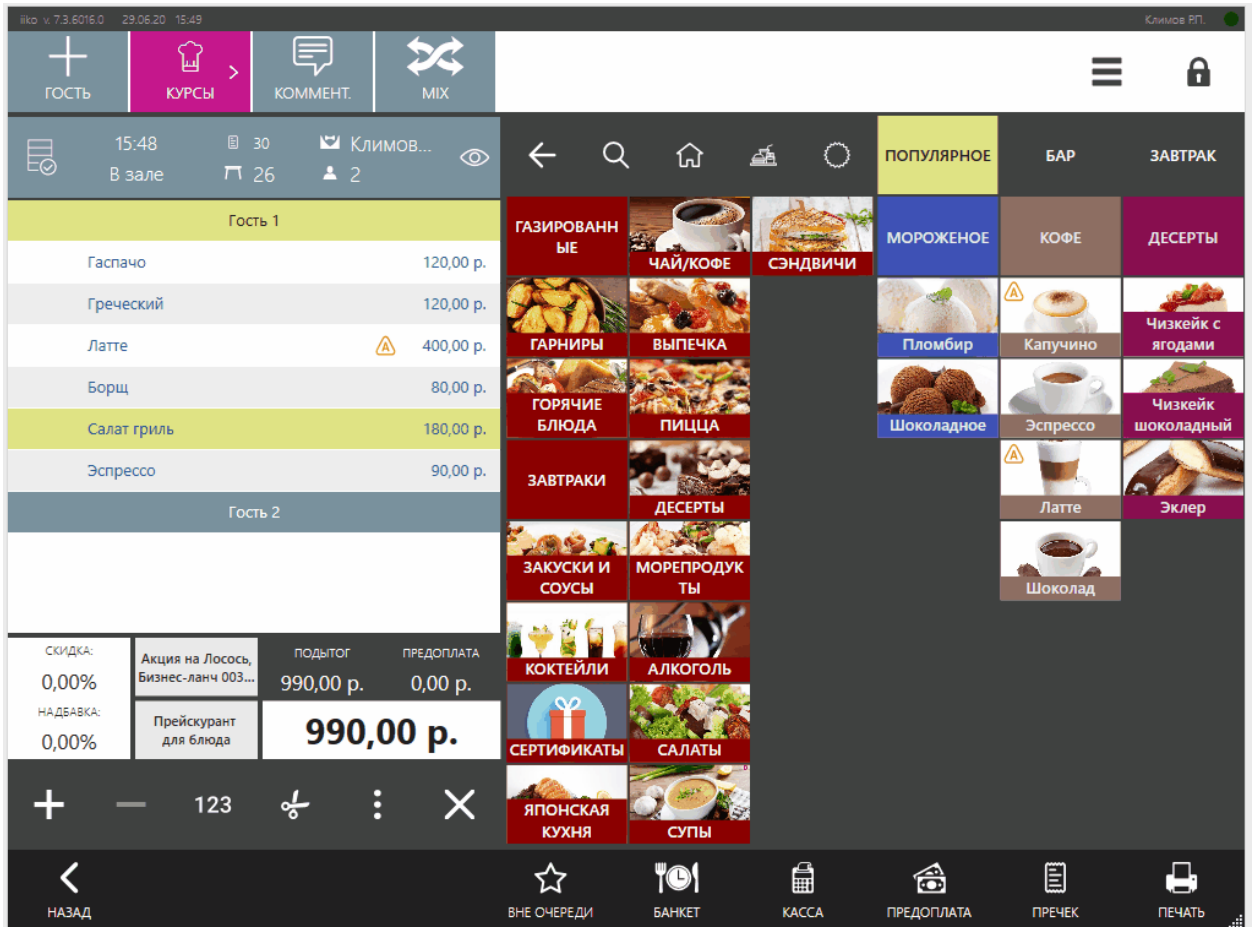 iiko v. 7.3.6016.0 29.06.20 15:49 Климов Р.П.
ГОСТЬ КУРСЫ КОММЕНТ. MIX
15:48 30 Климов...
В зале 26 2
ПОПУЛЯРНОЕ БАР ЗАВТРАК
Гость 1
Гаспачо 120,00 р.
Греческий 120,00 р.
Латте 400,00 р.
Борщ 80,00 р.
Салат гриль 180,00 р.
Эспрессо 90,00 р.
Гость 2
СКИДКА:
0,00%
НАДБАВКА:
0,00%
Акция на Лосось,
Бизнес-ланч 003...
Прейскурант
для блюда
ПОДЫТОГ ПРЕДОПЛАТА
990,00 р. 0,00 р.
990,00 р.
123
ГАЗИРОВАНН
ЫЕ
ЧАЙ/КОФЕ
СЭНДВИЧИ
МОРОЖЕНОЕ
КОФЕ
ДЕСЕРТЫ
ГАРНИРЫ
ВЫПЕЧКА
Пломбир
Капучино
Чизкейк с
ягодами
ГОРЯЧИЕ
БЛЮДА
ПИЦЦА
Шоколадное
Эспрессо
Чизкейк
шоколадный
ЗАВТРАКИ
ДЕСЕРТЫ
Латте
Эклер
ЗАКУСКИ И
СОУСЫ
МОРЕПРОДУК
ТЫ
Шоколад
КОКТЕЙЛИ
АЛКОГОЛЬ
СЕРТИФИКАТЫ
САЛАТЫ
ЯПОНСКАЯ
КУХНЯ
СУПЫ
НАЗАД ВНЕ ОЧЕРЕДИ БАНКЕТ КАССА ПРЕДОПЛАТА ПРЕЧЕК ПЕЧАТЬ